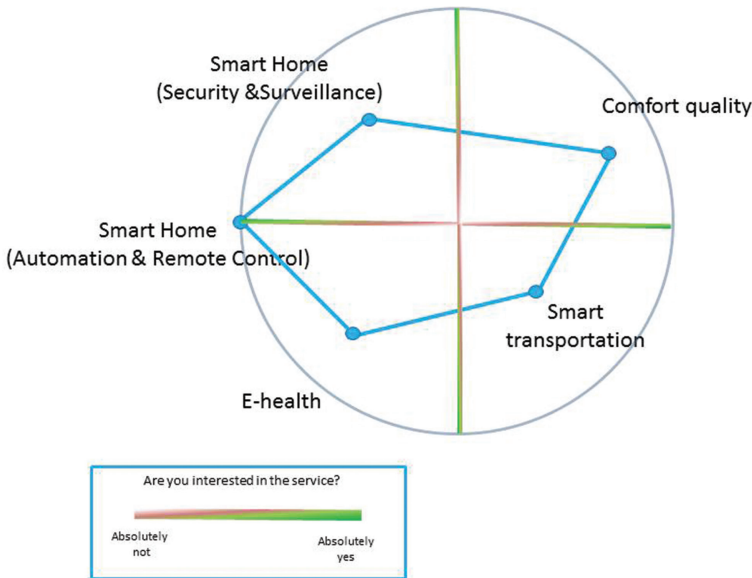 Smart Home
(Security &Surveillance)
Comfort quality
Smart Home
(Automation & Remote Control)
Smart
transportation
E-health
Are you interested in the service?
Absolutely
not
Absolutely
yes